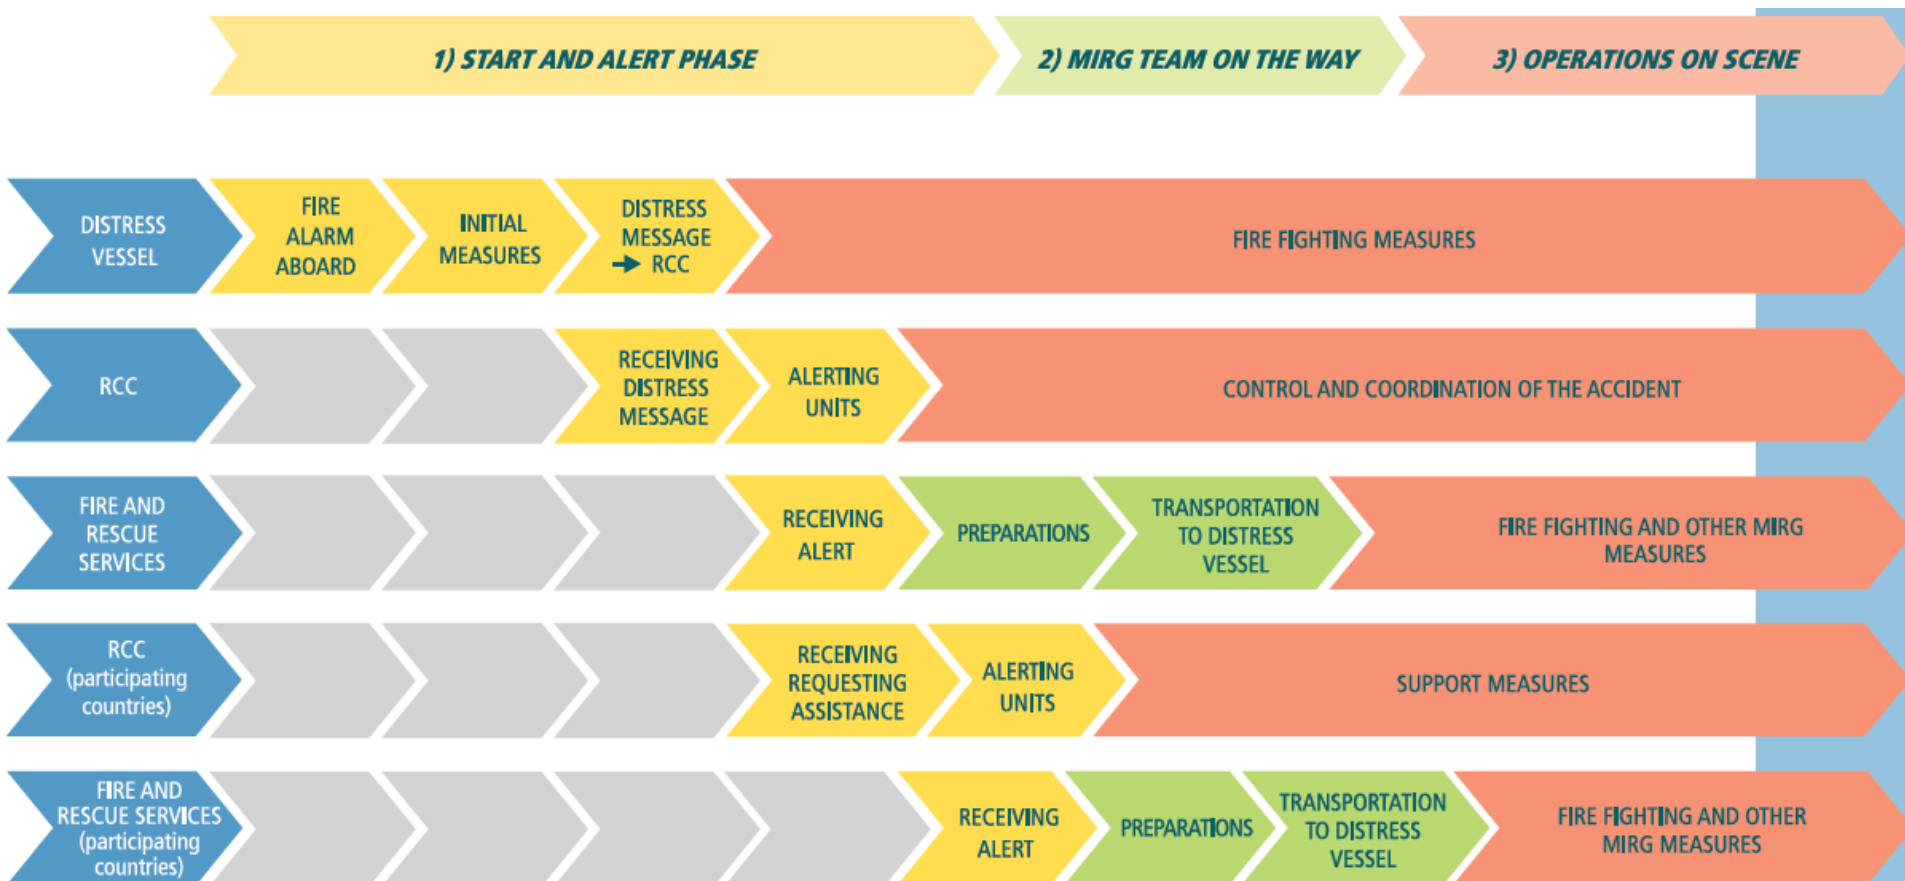 1) START AND ALERT PHASE
2) MIRG TEAM ON THE WAY
3) OPERATIONS ON SCENE
DISTRESS
VESSEL
FIRE
ALARM
ABOARD
INITIAL
MEASURES
DISTRESS
MESSAGE
→ RCC
FIRE FIGHTING MEASURES
RCC
RECEIVING
DISTRESS
MESSAGE
ALERTING
UNITS
CONTROL AND COORDINATION OF THE ACCIDENT
FIRE AND
RESCUE
SERVICES
RECEIVING
ALERT
PREPARATIONS
TRANSPORTATION
TO DISTRESS
VESSEL
FIRE FIGHTING AND OTHER MIRG
MEASURES
RCC
(participating
countries)
RECEIVING
REQUESTING
ASSISTANCE
ALERTING
UNITS
SUPPORT MEASURES
FIRE AND
RESCUE SERVICES
(participating
countries)
RECEIVING
ALERT
PREPARATIONS
TRANSPORTATION
TO DISTRESS
VESSEL
FIRE FIGHTING AND OTHER
MIRG MEASURES